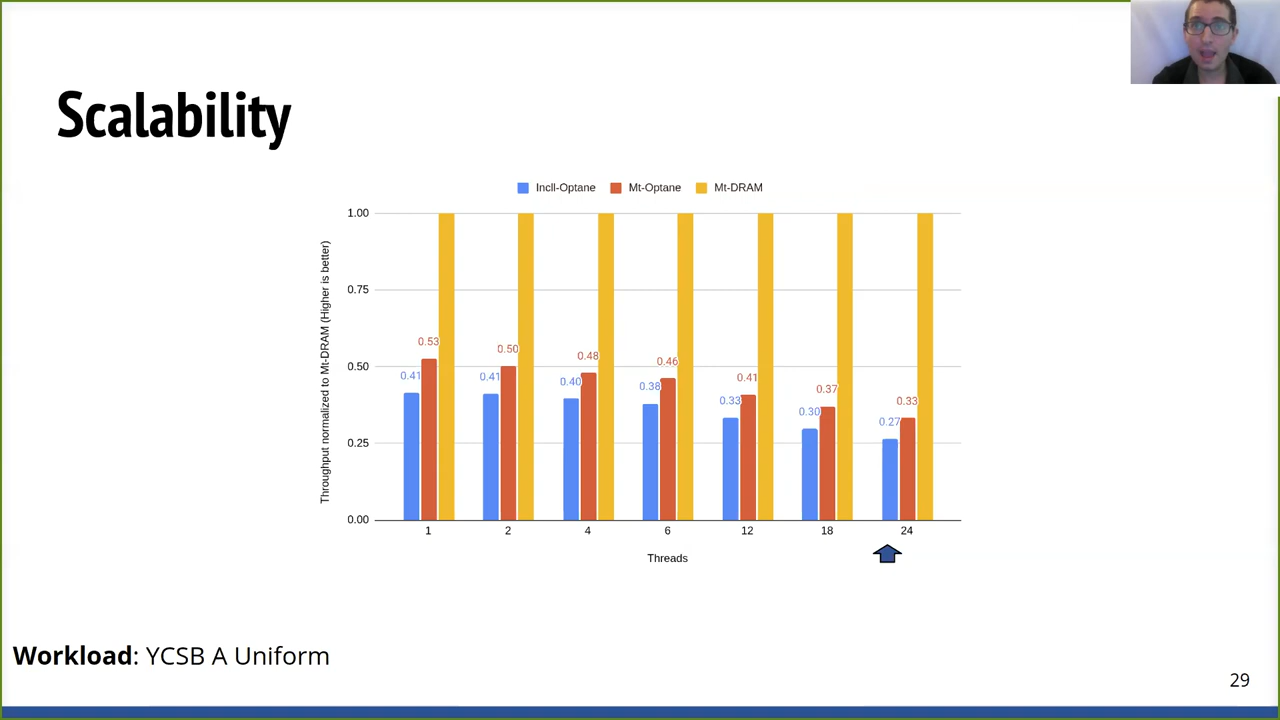 Scalability
Incll-Optane Mt-Optane Mt-DRAM
Throughput normalized to Mt-DRAM (Higher is better)
1.00
0.75
0.50
0.25
0.00
0.41 0.53
0.41 0.50
0.40 0.48
0.38 0.46
0.33 0.41
0.30 0.37
0.27 0.33
1 2 4 6 12 18 24
Threads
Workload: YCSB A Uniform
29